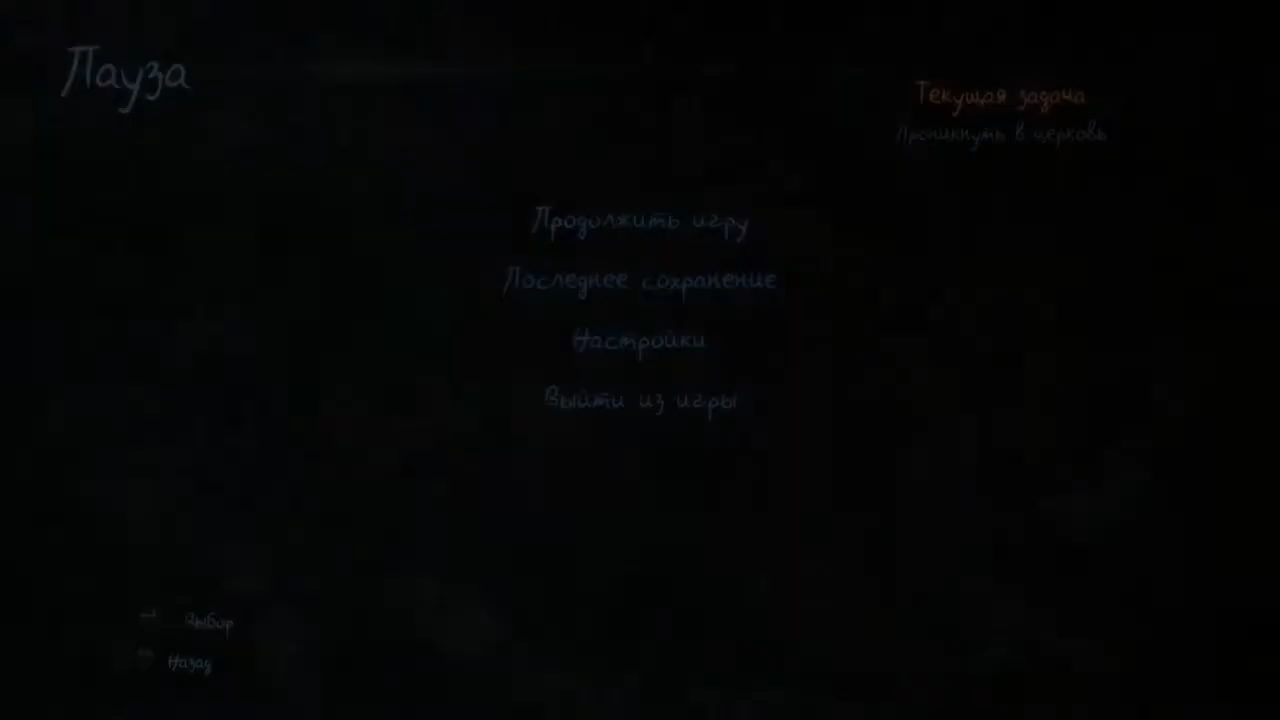 Пауза
Текущая задача
Проникнуть в церковь
Продолжить игру
Последнее сохранение
Настройки
Выйти из игры
Выбор
Назад